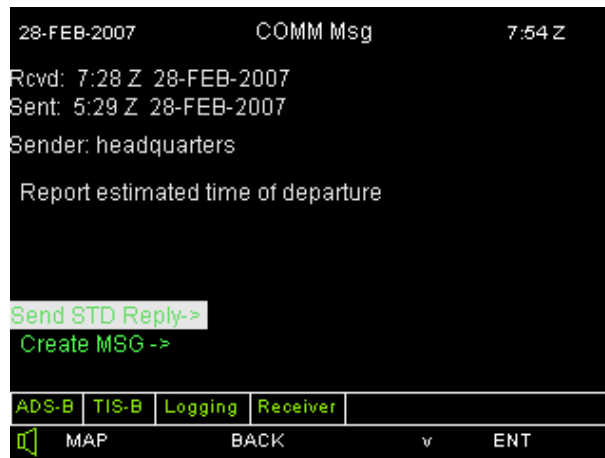 28-FEB-2007 COMM Msg 7:54 Z
Rcvd: 7:28 Z 28-FEB-2007
Sent: 5:29 Z 28-FEB-2007
Sender: headquarters
Report estimated time of departure
Send STD Reply->
Create MSG ->
ADS-B TIS-B Logging Receiver
MAP BACK v ENT